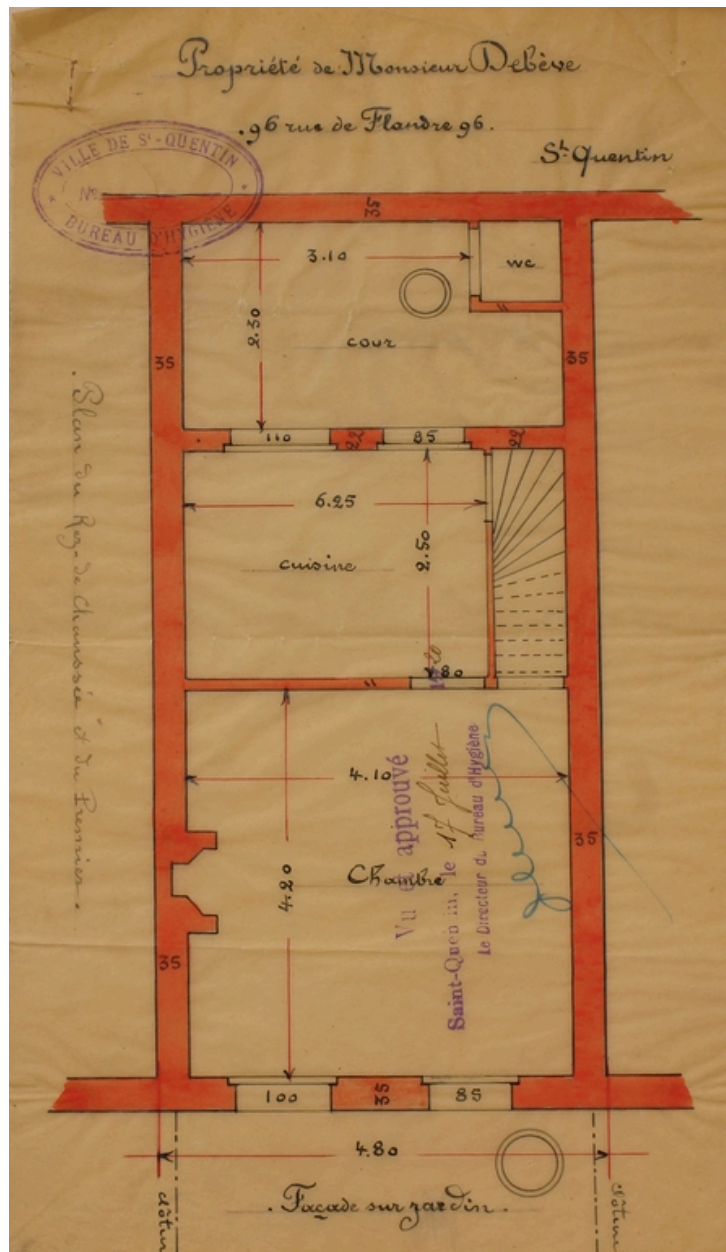 Propriété de Monsieur Debève
.96 rue de Flandre 96.
St Quentin
VILLE DE St-QUENTIN
No
BUREAU D'HYGIÈNE
35
3.10
wc
2.30
cour
35
35
110
22
85
22
6.25
cuisine
2.50
80
. Plan du Rez-de-Chaussée et du Premier .
4.10
Chambre
4.20
Vu et approuvé
Saint-Quentin, le 17 Juillet 1920
Le Directeur du Bureau d'Hygiène
35
35
100
35
85
4.80
. Façade sur jardin .
clôture
clôture